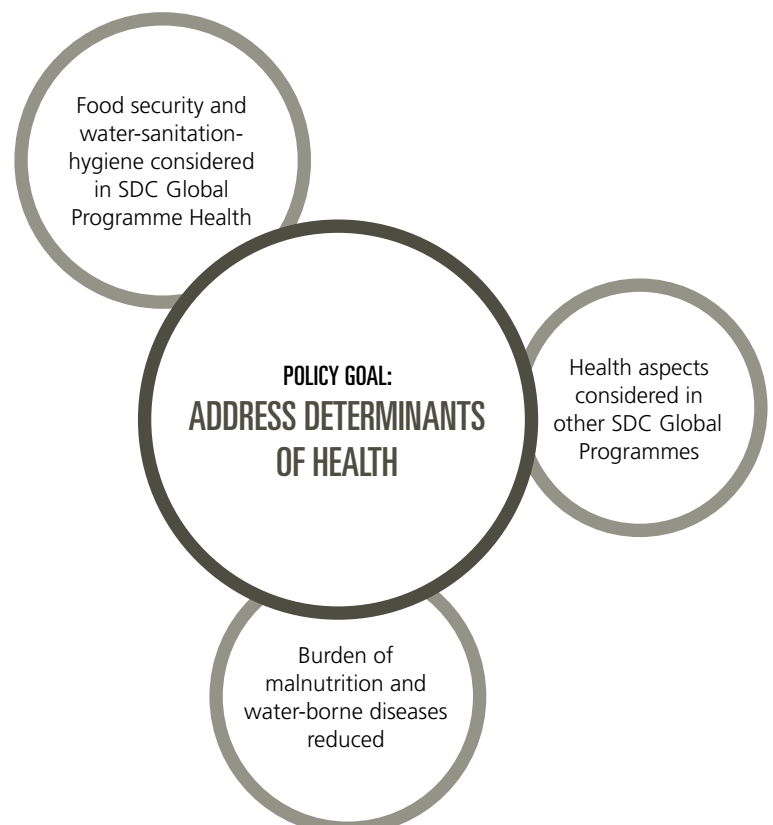 Food security and
water-sanitation-
hygiene considered
in SDC Global
Programme Health
POLICY GOAL:
ADDRESS DETERMINANTS
OF HEALTH
Health aspects
considered in
other SDC Global
Programmes
Burden of
malnutrition and
water-borne diseases
reduced